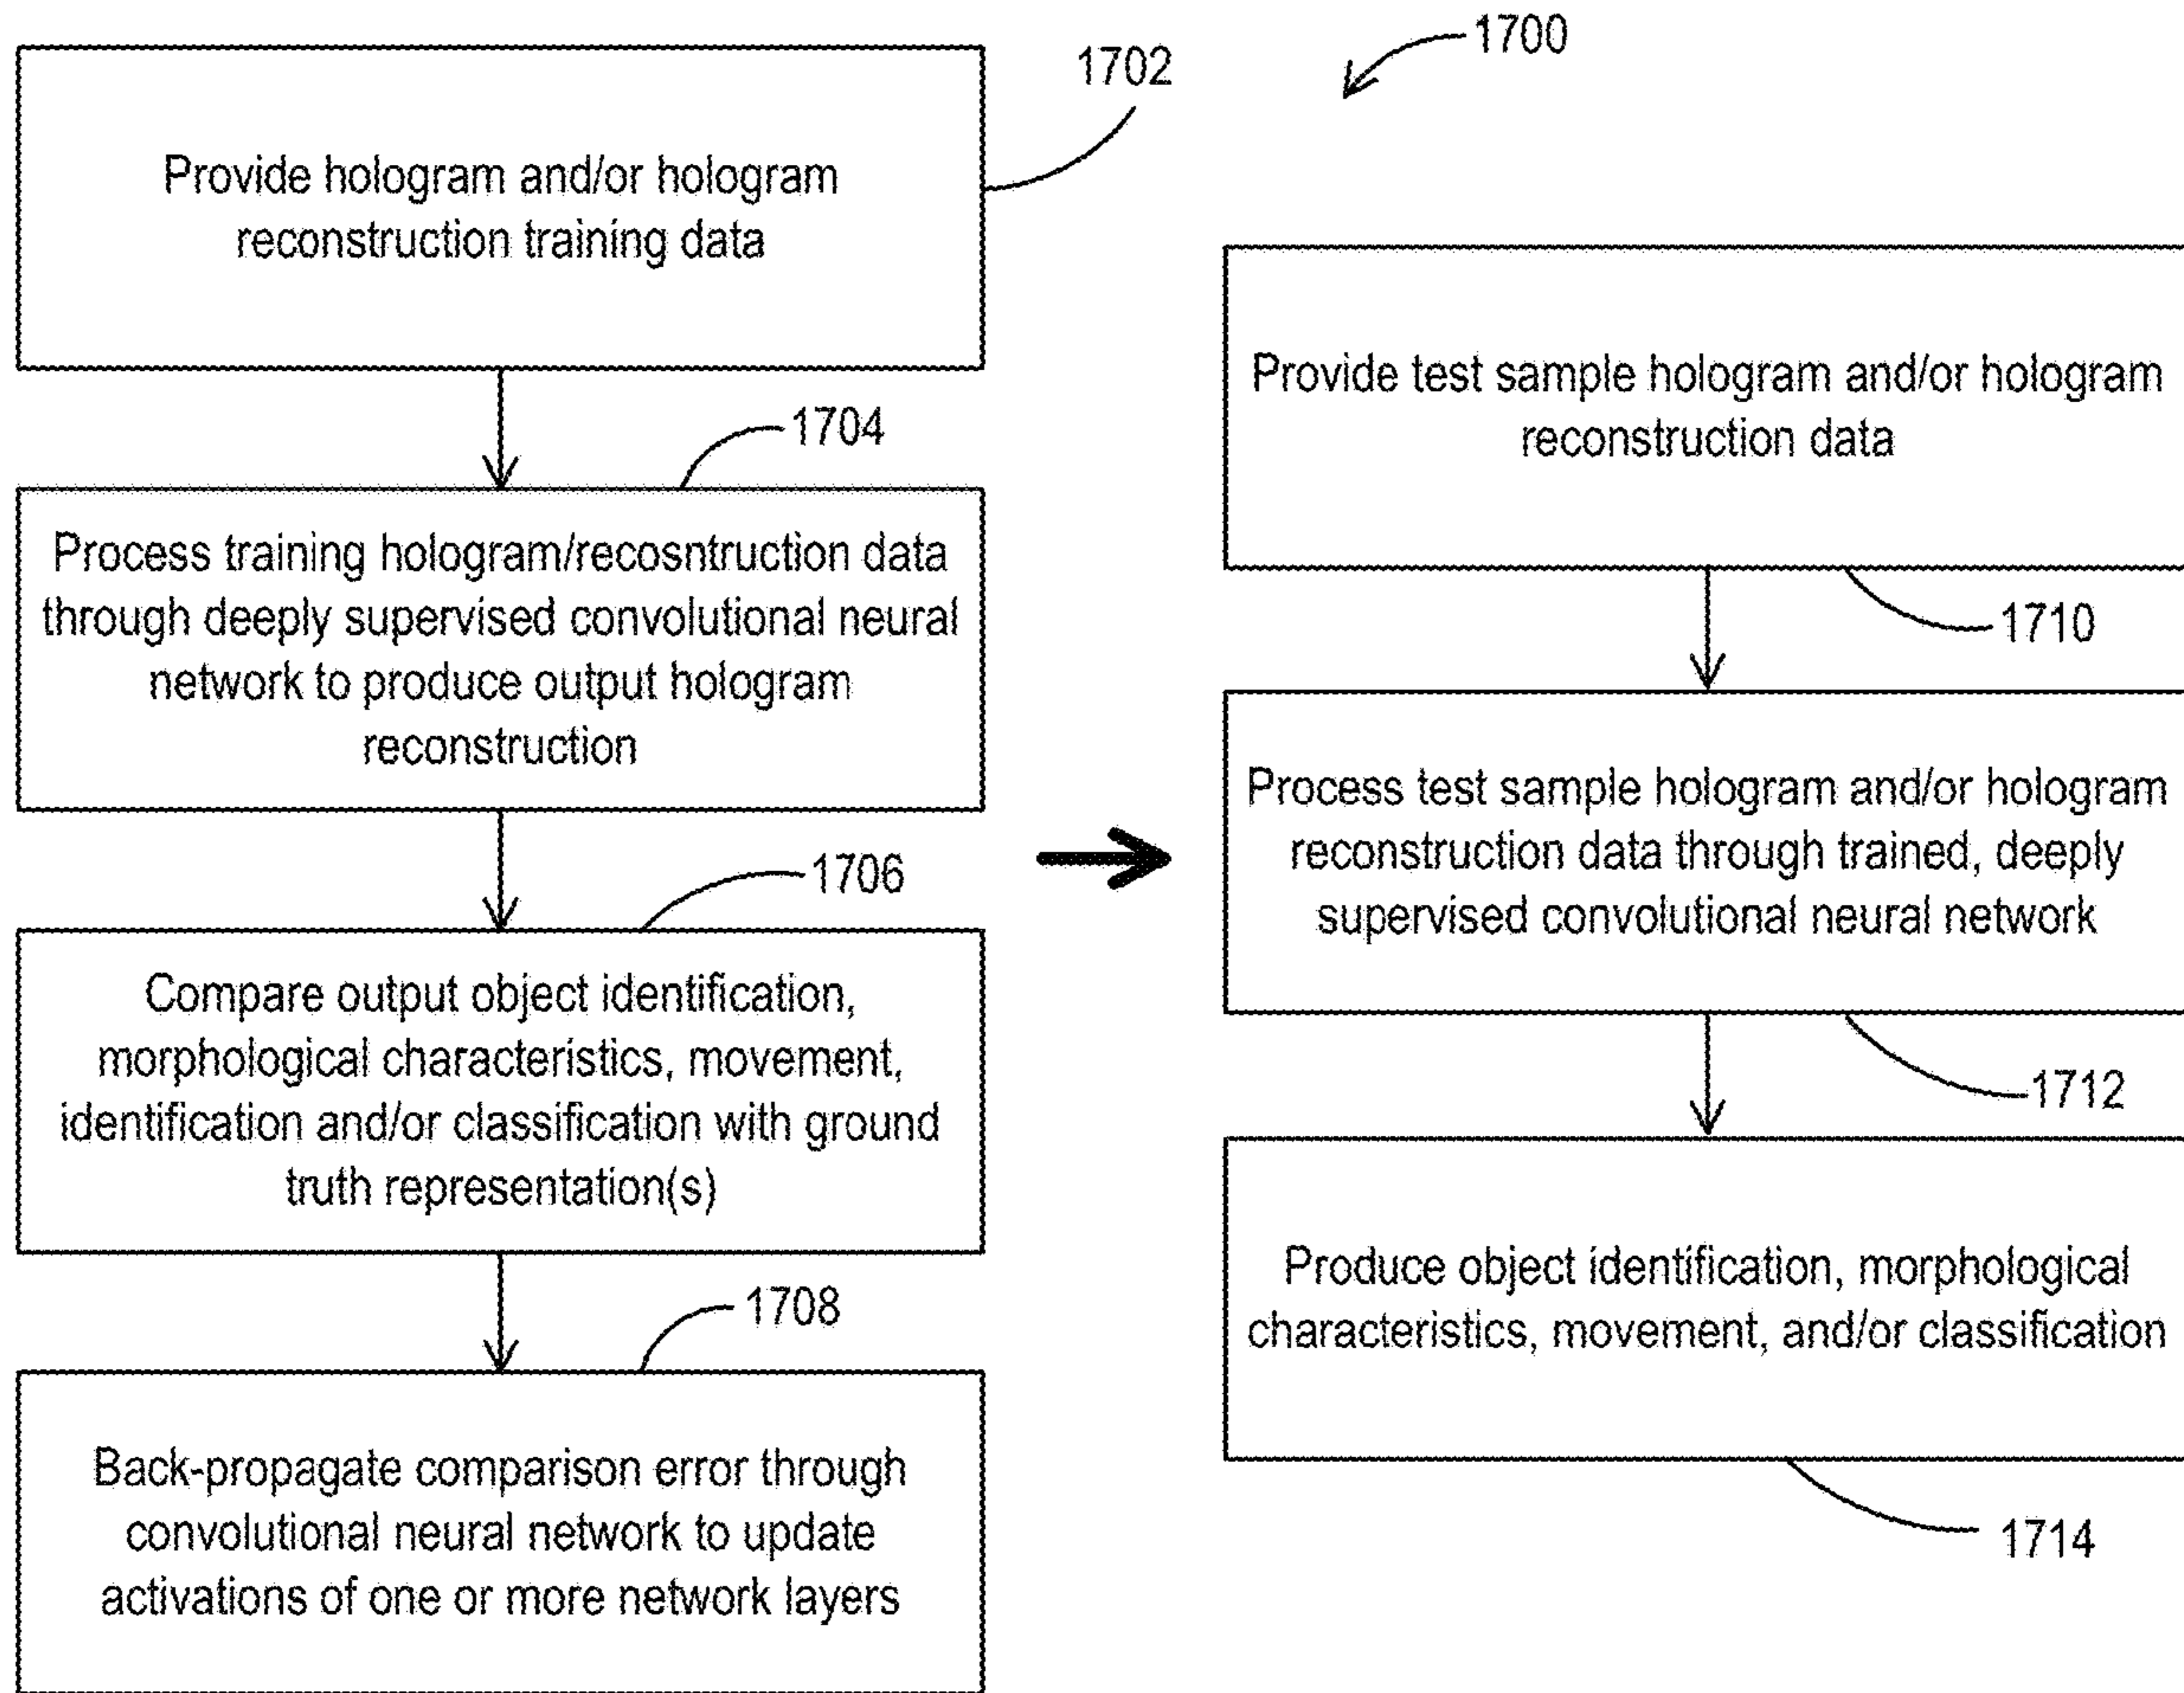 1700
1702
Provide hologram and/or hologram
reconstruction training data
1704
Process training hologram/recosntruction data
through deeply supervised convolutional neural
network to produce output hologram
reconstruction
1706
Compare output object identification,
morphological characteristics, movement,
identification and/or classification with ground
truth representation(s)
1708
Back-propagate comparison error through
convolutional neural network to update
activations of one or more network layers
Provide test sample hologram and/or hologram
reconstruction data
1710
Process test sample hologram and/or hologram
reconstruction data through trained, deeply
supervised convolutional neural network
1712
Produce object identification, morphological
characteristics, movement, and/or classification
1714